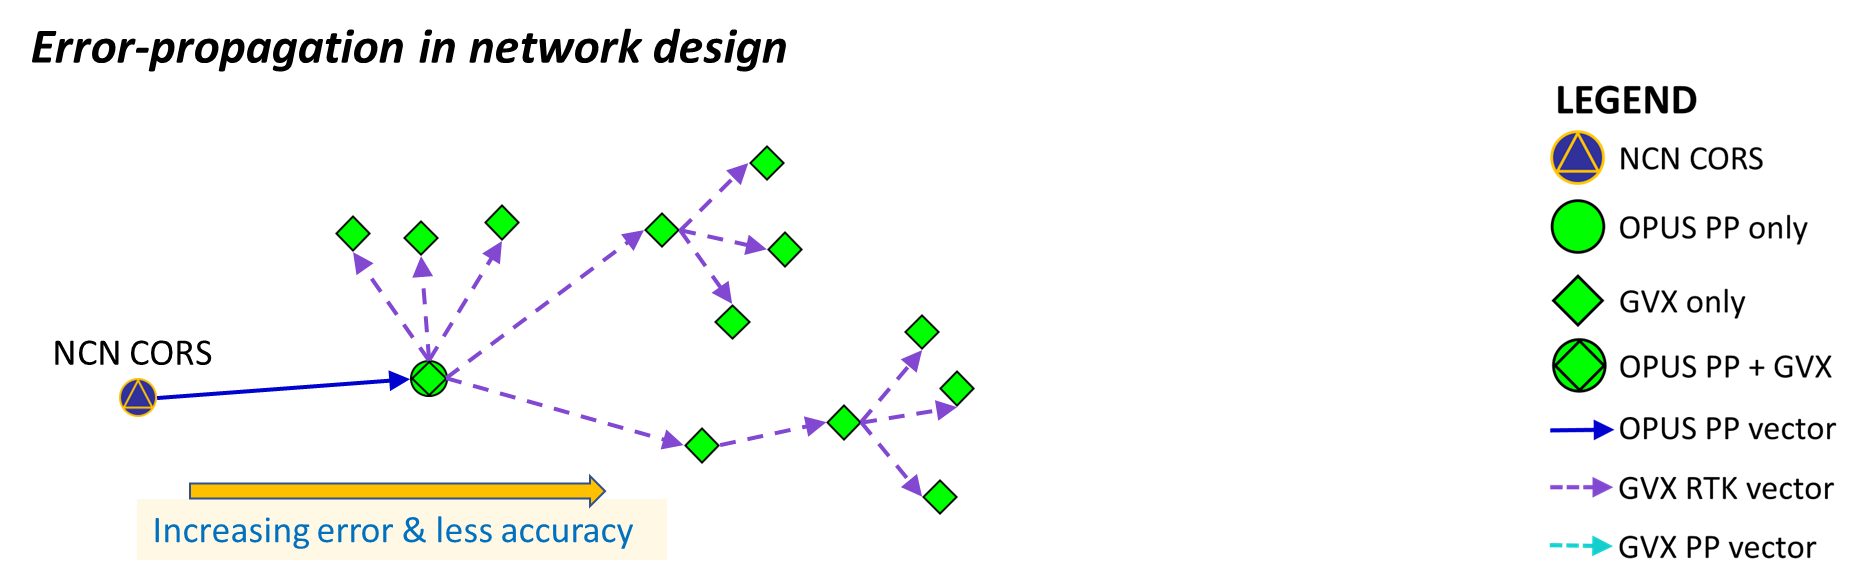 Error-propagation in network design
NCN CORS
Increasing error & less accuracy
LEGEND
NCN CORS
OPUS PP only
GVX only
OPUS PP + GVX
OPUS PP vector
GVX RTK vector
GVX PP vector